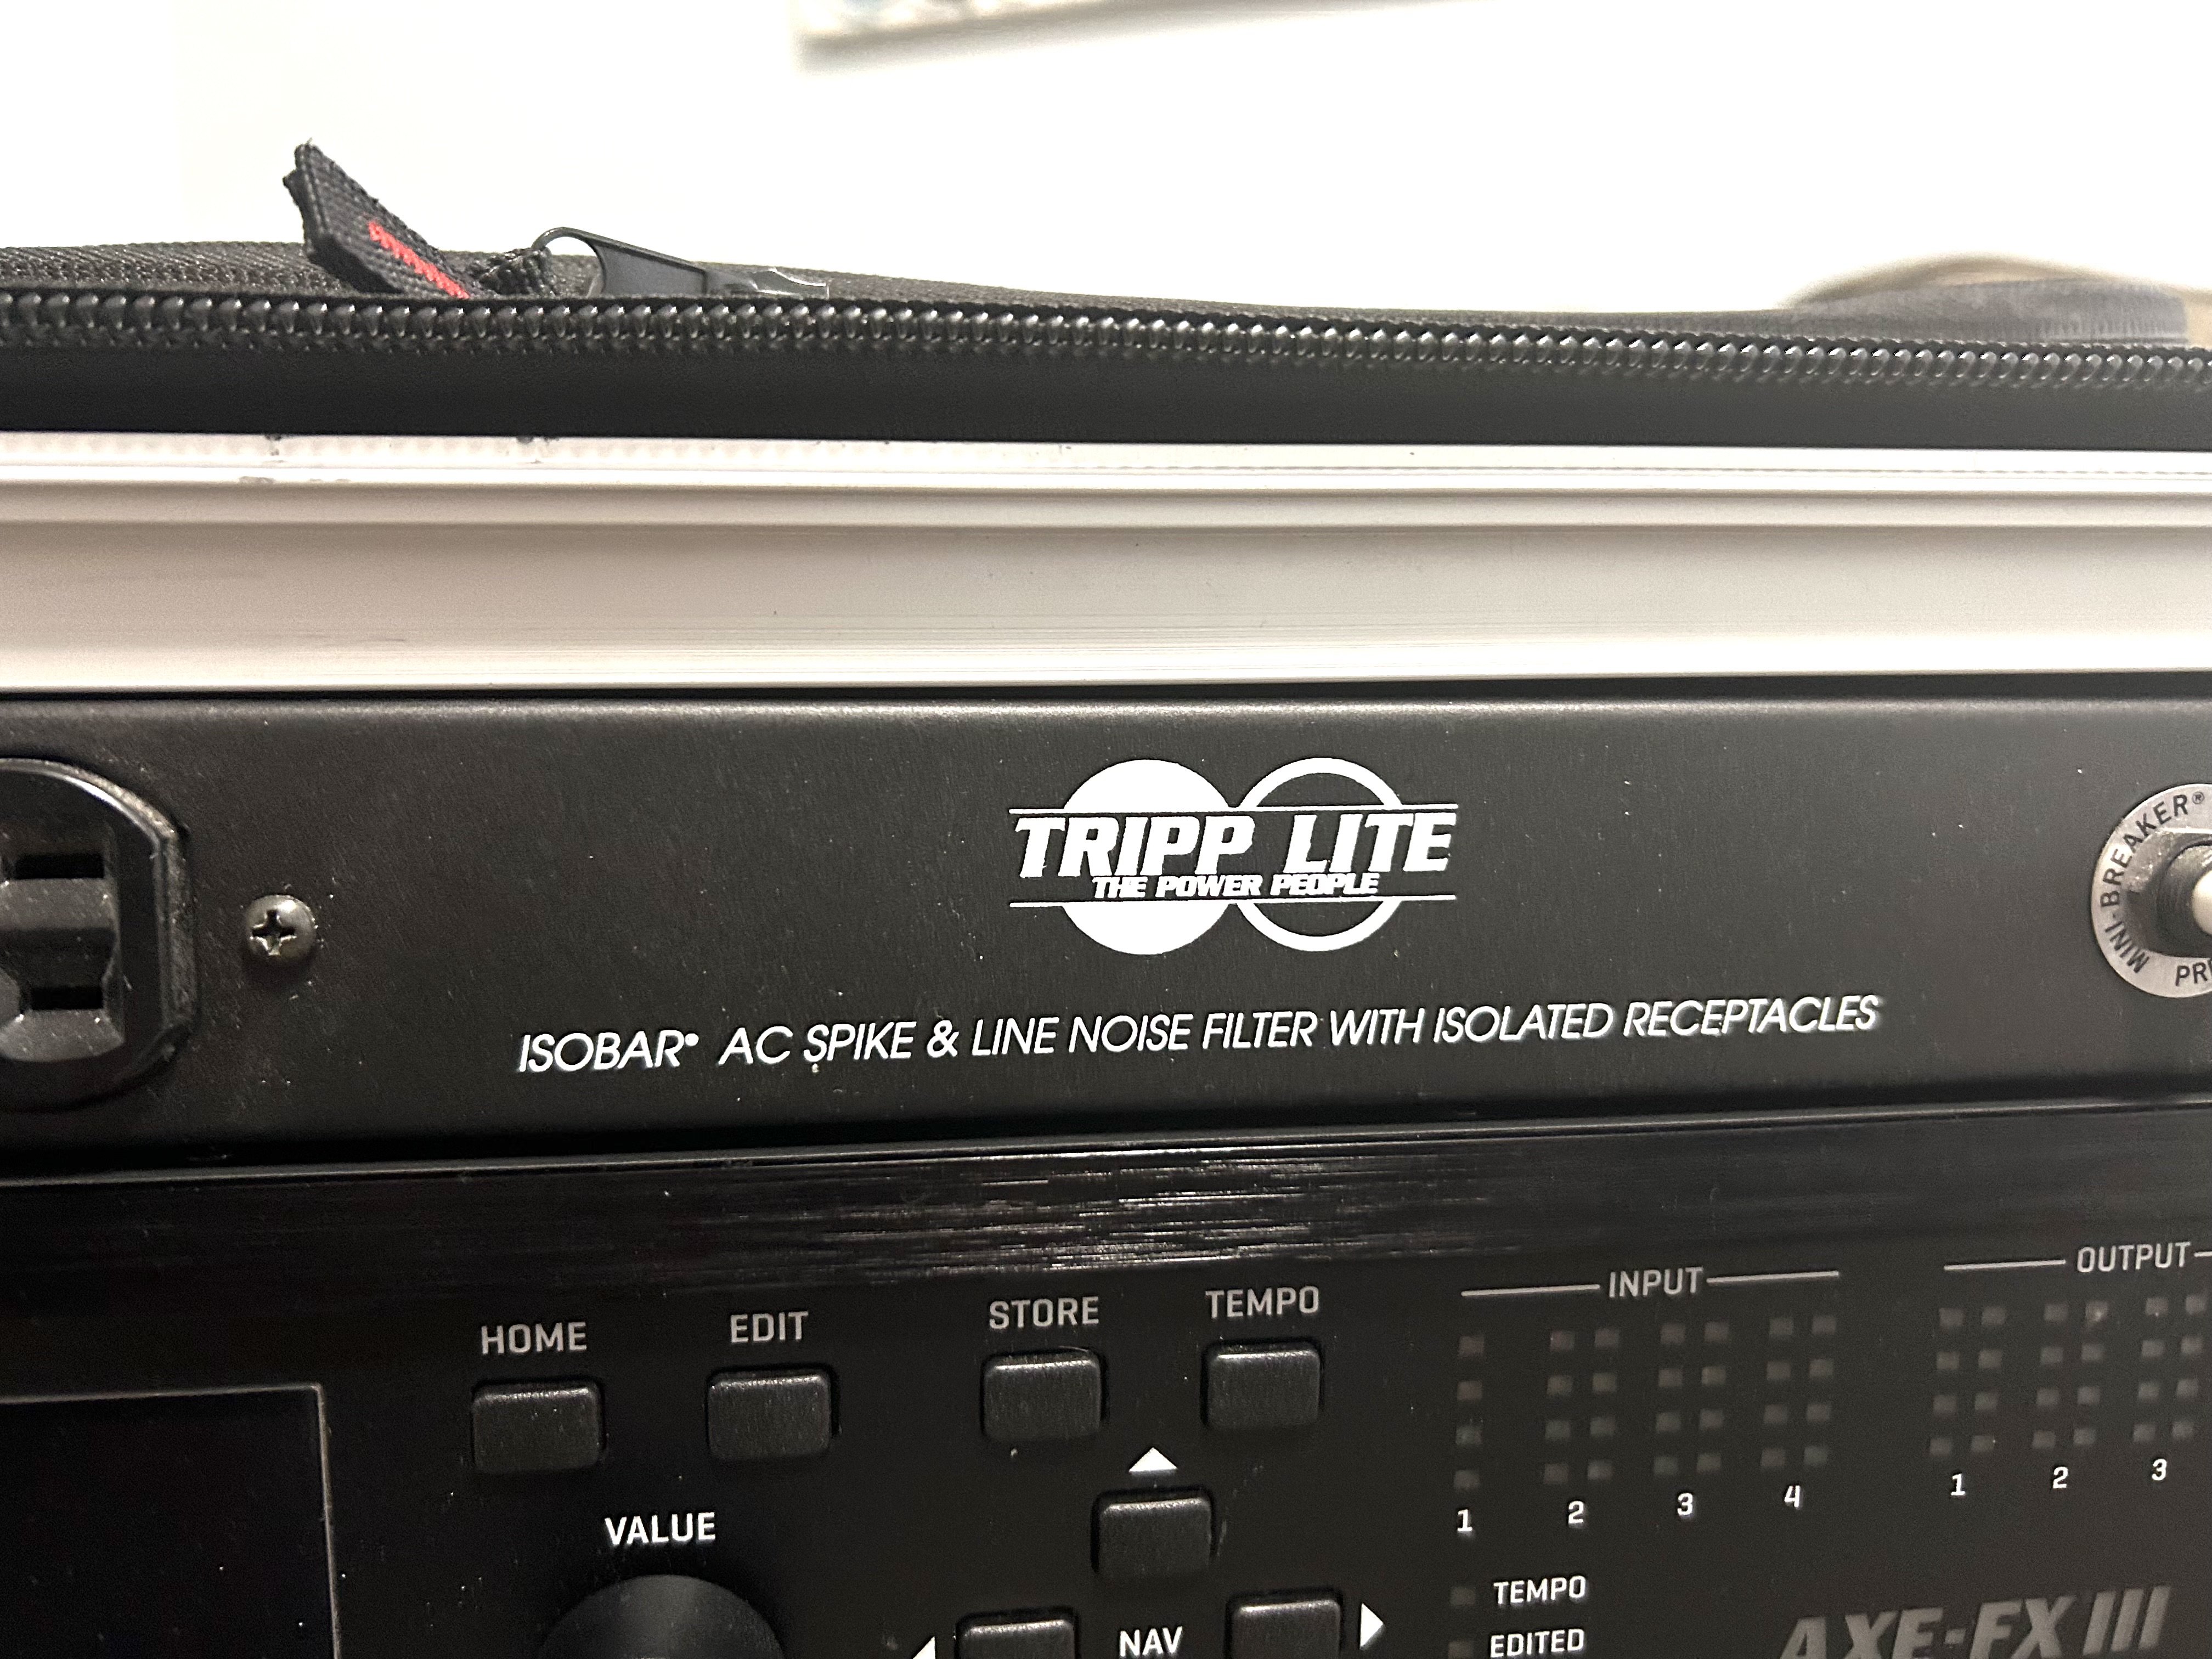 TRIPP LITE
THE POWER PEOPLE
MINI-BREAKER®
ISOBAR® AC SPIKE & LINE NOISE FILTER WITH ISOLATED RECEPTACLES
HOME
EDIT
STORE
TEMPO
INPUT
OUTPUT
1 2 3 4
1 2 3
VALUE
NAV
TEMPO
EDITED
AXE-FX III